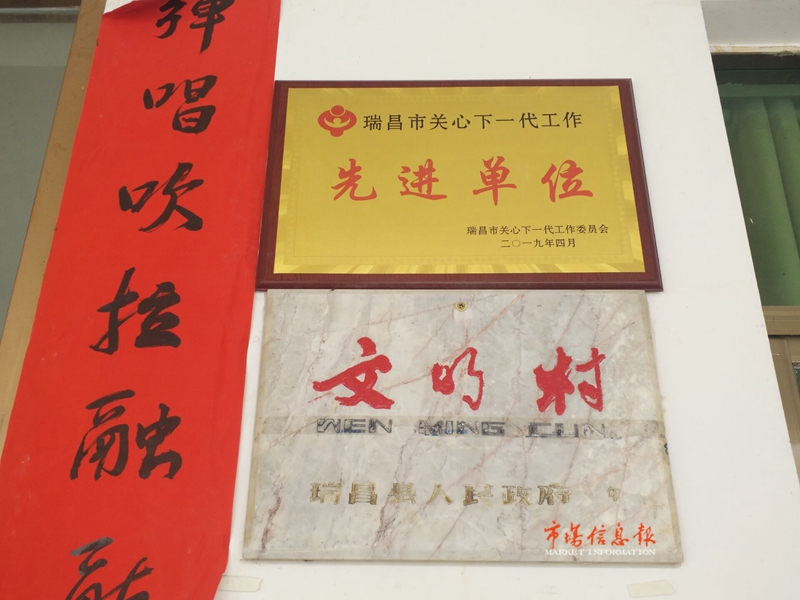 弹唱吹拉融
瑞昌市关心下一代工作
先进单位
瑞昌市关心下一代工作委员会
二〇一九年四月
文明村
WEN MING CUN
瑞昌县人民政府
市场信息报
MARKET INFORMATION